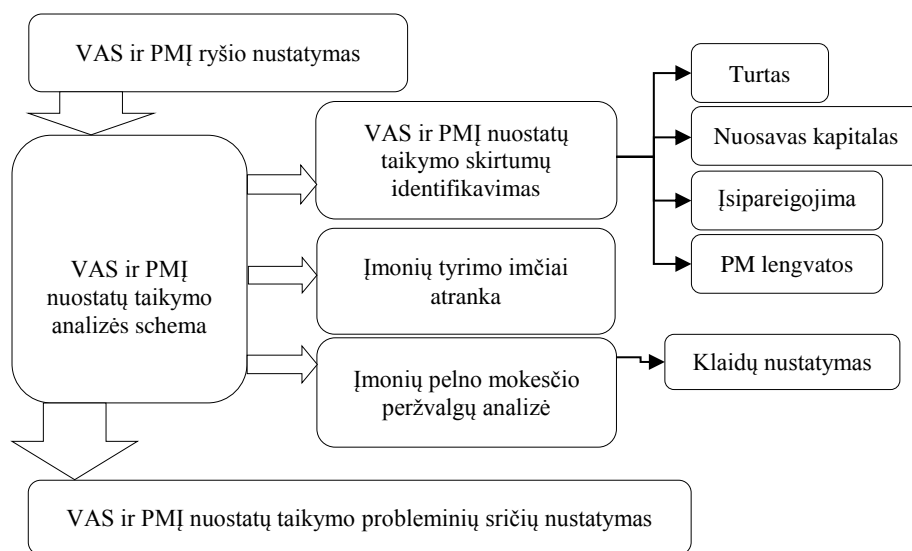 VAS ir PMĮ ryšio nustatymas
VAS ir PMĮ
nuostatų taikymo
analizės schema
VAS ir PMĮ nuostatų
taikymo skirtumų
identifikavimas
Turtas
Nuosavas kapitalas
Įsipareigojima
PM lengvatos
Įmonių tyrimo imčiai
atranka
Įmonių pelno mokesčio
peržvalgų analizė
Klaidų nustatymas
VAS ir PMĮ nuostatų taikymo probleminių sričių nustatymas